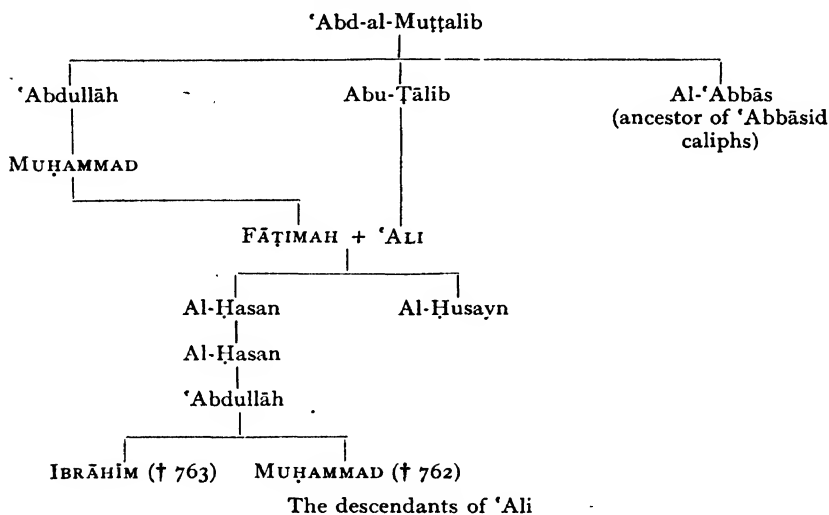 ‘Abd-al-Muṭṭalib
‘Abdullāh Abu-Ṭālib Al-‘Abbās
(ancestor of ‘Abbāsid
caliphs)
MUḤAMMAD
FĀṬIMAH + ‘ALI
Al-Ḥasan Al-Ḥusayn
Al-Ḥasan
‘Abdullāh
IBRĀHĪM († 763) MUḤAMMAD († 762)
The descendants of ‘Ali